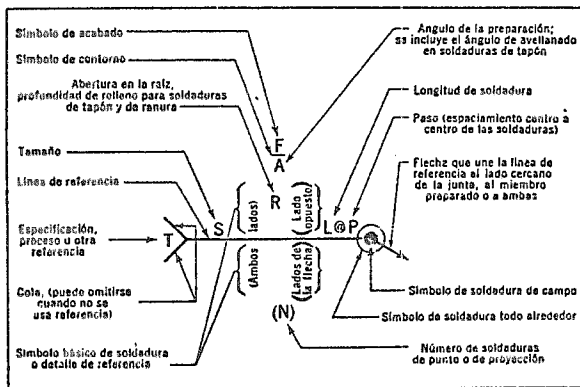 Símbolo de acabado
Símbolo de contorno
Abertura en la raíz,
profundidad de relleno para soldaduras
de tapón y de ranura
Tamaño
Línea de referencia
Especificación,
proceso u otra
referencia
Cola, (puede omitirse
cuando no se
usa referencia)
Símbolo básico de soldadura
o detalle de referencia
F
A
R
S
T
L@P
(N)
(Ambos
lados)
Lado
opuesto
Lados de
la flecha
Angulo de la preparación;
se incluye el ángulo de avellanado
en soldaduras de tapón
Longitud de soldadura
Paso (espaciamiento centro a
centro de las soldaduras)
Flecha que une la línea de
referencia al lado cercano
de la junta, al miembro
preparado o a ambas
Símbolo de soldadura de campo
Símbolo de soldadura todo alrededor
Número de soldaduras
de punto o de proyección